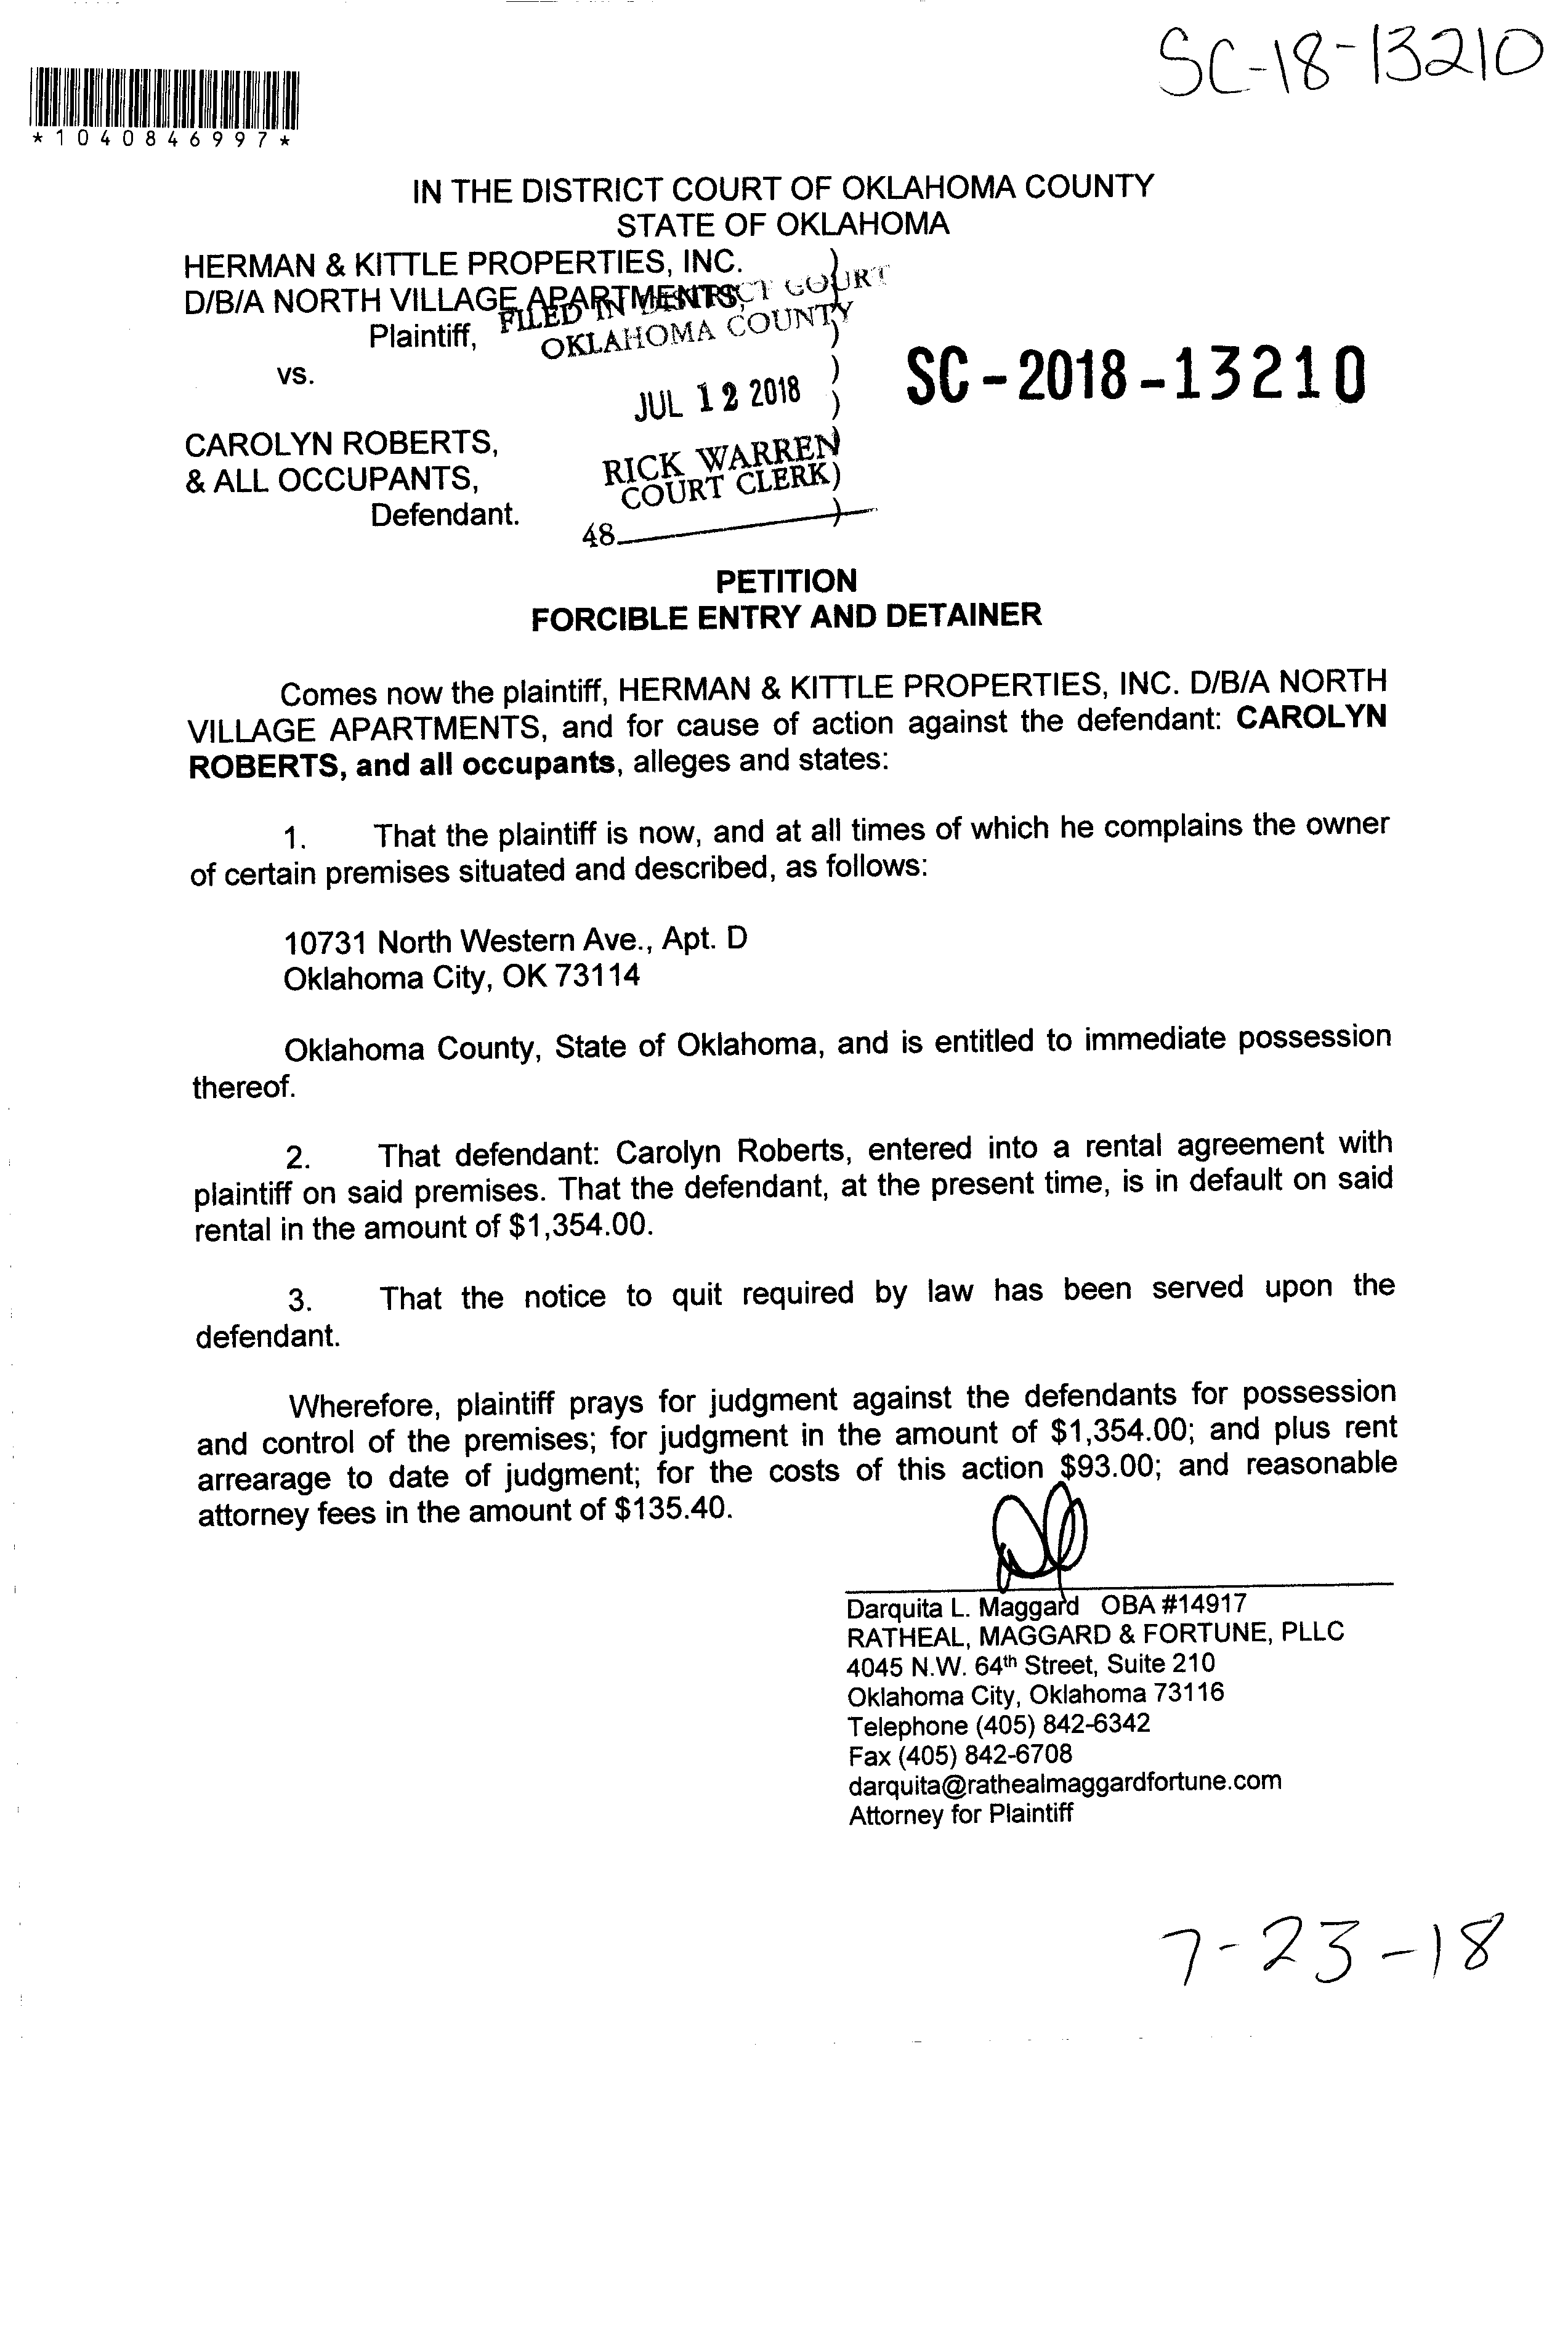 SC-18-13210
*1040846997*
IN THE DISTRICT COURT OF OKLAHOMA COUNTY
STATE OF OKLAHOMA
HERMAN & KITTLE PROPERTIES, INC. )
D/B/A NORTH VILLAGE APARTMENTS, )
Plaintiff, )
FILED IN DISTRICT COURT
OKLAHOMA COUNTY
vs. )
JUL 12 2018 )
SC-2018-13210
CAROLYN ROBERTS,
& ALL OCCUPANTS, )
Defendant. )
RICK WARREN
COURT CLERK
48
PETITION
FORCIBLE ENTRY AND DETAINER
Comes now the plaintiff, HERMAN & KITTLE PROPERTIES, INC. D/B/A NORTH
VILLAGE APARTMENTS, and for cause of action against the defendant: CAROLYN
ROBERTS, and all occupants, alleges and states:
1. That the plaintiff is now, and at all times of which he complains the owner
of certain premises situated and described, as follows:
10731 North Western Ave., Apt. D
Oklahoma City, OK 73114
Oklahoma County, State of Oklahoma, and is entitled to immediate possession
thereof.
2. That defendant: Carolyn Roberts, entered into a rental agreement with
plaintiff on said premises. That the defendant, at the present time, is in default on said
rental in the amount of $1,354.00.
3. That the notice to quit required by law has been served upon the
defendant.
Wherefore, plaintiff prays for judgment against the defendants for possession
and control of the premises; for judgment in the amount of $1,354.00; and plus rent
arrearage to date of judgment; for the costs of this action $93.00; and reasonable
attorney fees in the amount of $135.40.
Darquita L. Maggard OBA #14917
RATHEAL, MAGGARD & FORTUNE, PLLC
4045 N.W. 64th Street, Suite 210
Oklahoma City, Oklahoma 73116
Telephone (405) 842-6342
Fax (405) 842-6708
darquita@rathealmaggardfortune.com
Attorney for Plaintiff
7-23-18